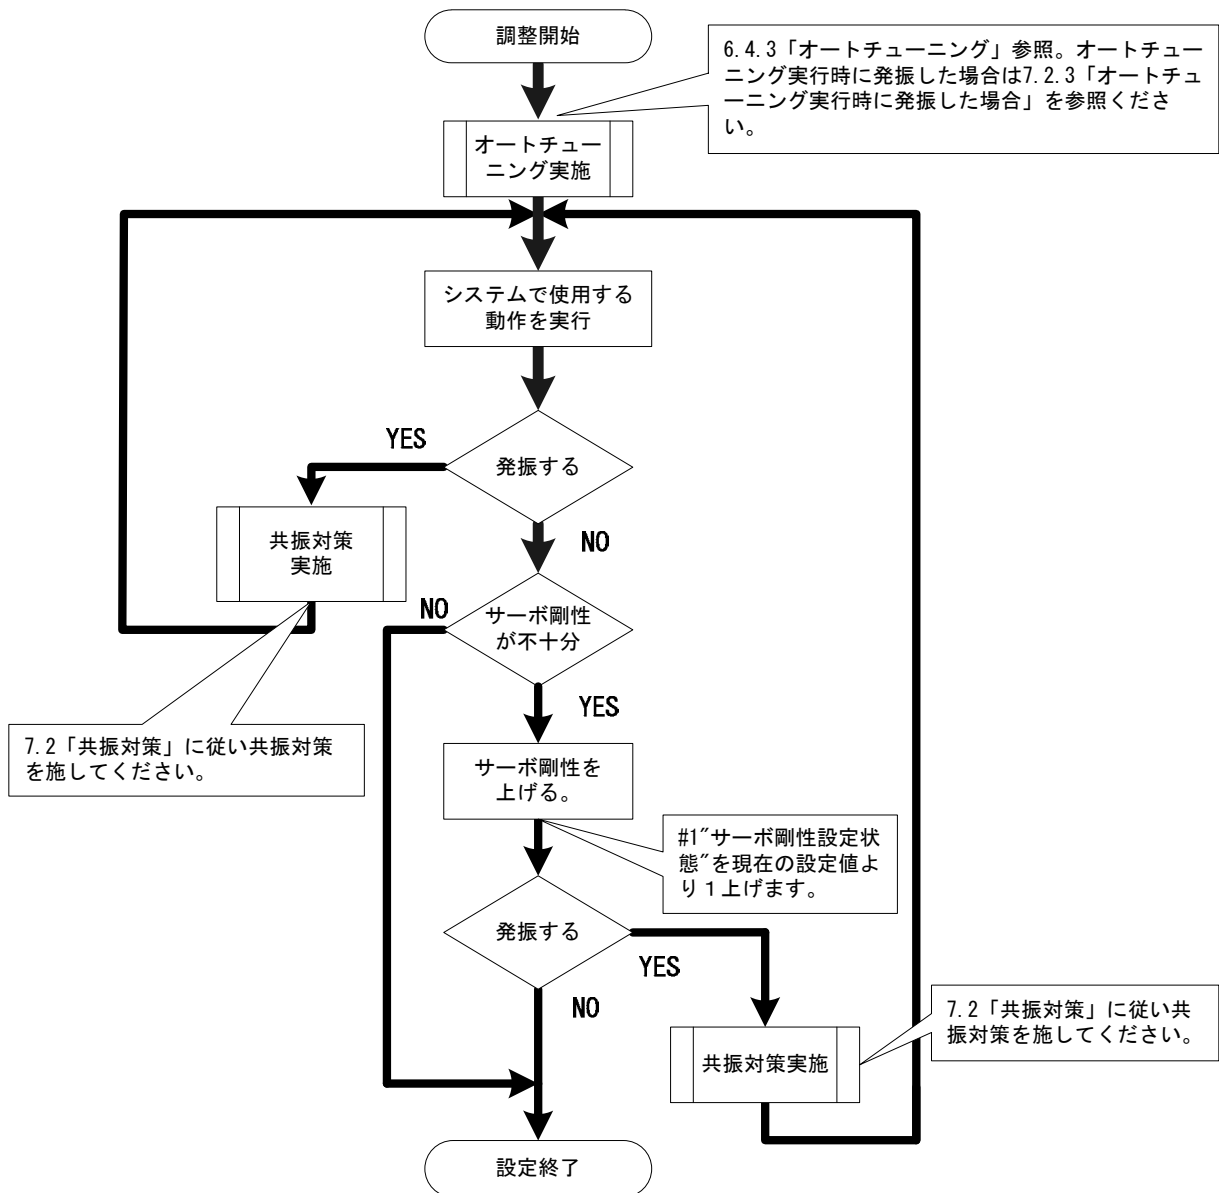 調整開始
6.4.3「オートチューニング」参照。オートチュー
ニング実行時に発振した場合は7.2.3「オートチュ
ーニング実行時に発振した場合」を参照くださ
い。
オートチュー
ニング実施
システムで使用する
動作を実行
YES
発振する
共振対策
実施
NO
NO
サーボ剛性
が不十分
YES
7.2「共振対策」に従い共振対策
を施してください。
サーボ剛性を
上げる。
#1"サーボ剛性設定状
態"を現在の設定値よ
り１上げます。
発振する
YES
NO
7.2「共振対策」に従い共
振対策を施してください。
共振対策実施
設定終了